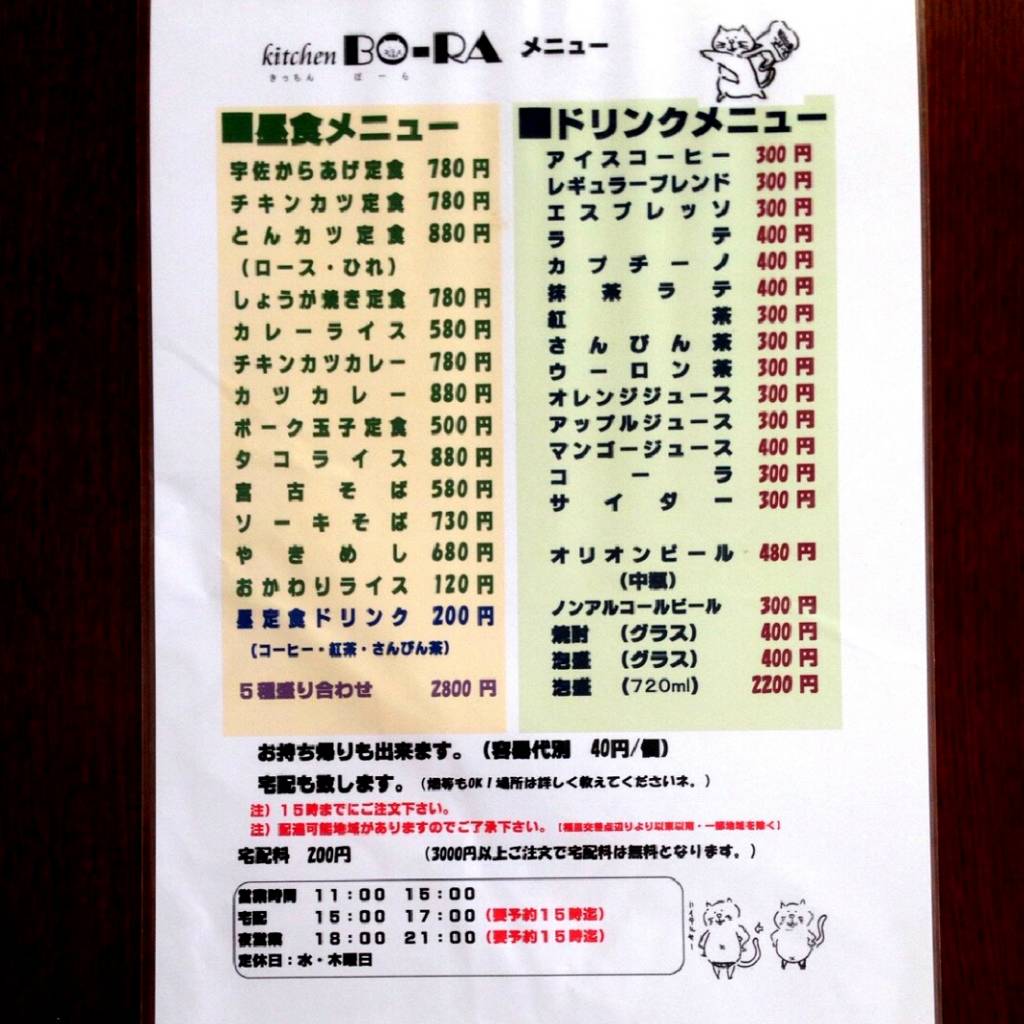 kitchen BO-RA メニュー
きっちん ぼーら
■昼食メニュー
宇佐からあげ定食 780円
チキンカツ定食 780円
とんカツ定食 880円
（ロース・ひれ）
しょうが焼き定食 780円
カレーライス 580円
チキンカツカレー 780円
カツカレー 880円
ポーク玉子定食 500円
タコライス 880円
宮古そば 580円
ソーキそば 730円
やきめし 680円
おかわりライス 120円
昼定食ドリンク 200円
（コーヒー・紅茶・さんぴん茶）
５種盛り合わせ 2800円
■ドリンクメニュー
アイスコーヒー 300円
レギュラーブレンド 300円
エスプレッソ 300円
ラテ 400円
カプチーノ 400円
抹茶ラテ 400円
紅茶 300円
さんぴん茶 300円
ウーロン茶 300円
オレンジジュース 300円
アップルジュース 300円
マンゴージュース 400円
コーラ 300円
サイダー 300円
オリオンビール 480円
（中瓶）
ノンアルコールビール 300円
焼酎 （グラス） 400円
泡盛 （グラス） 400円
泡盛 （720ml） 2200円
お持ち帰りも出来ます。（容器代別 40円/個）
宅配も致します。（畑等もOK！場所は詳しく教えてくださいネ。）
注）１５時までにご注文下さい。
注）配達可能地域がありますのでご了承下さい。
宅配料 200円 （3000円以上ご注文で宅配料は無料となります。）
営業時間 １１：００ １５：００
宅配 １５：００ １７：００（要予約１５時迄）
夜営業 １８：００ ２１：００（要予約１５時迄）
定休日：水・木曜日